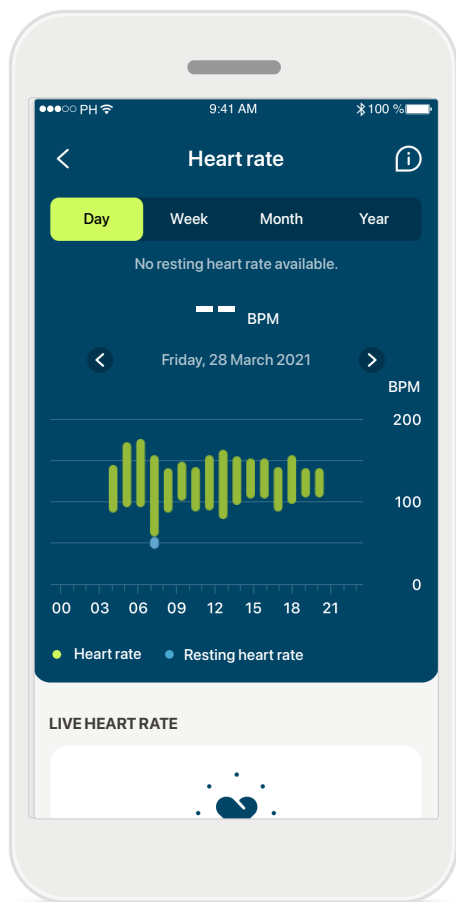 PH 9:41 AM 100 %
Heart rate
Day Week Month Year
No resting heart rate available.
-- BPM
Friday, 28 March 2021
BPM
200
100
0
00 03 06 09 12 15 18 21
Heart rate Resting heart rate
LIVE HEART RATE